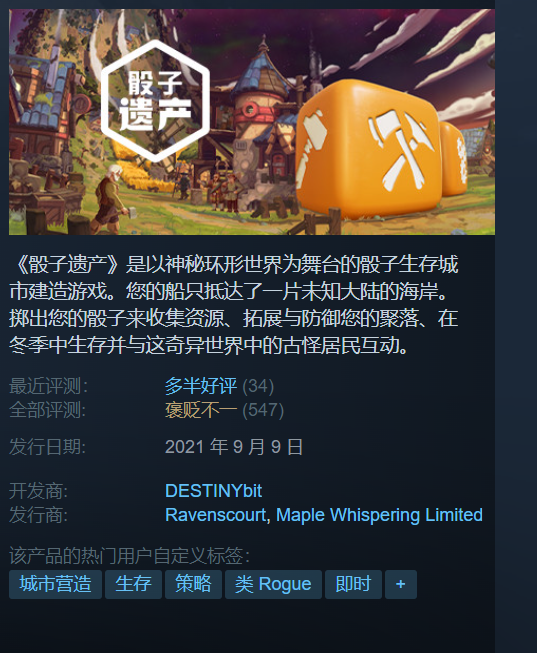 骰子
遗产
《骰子遗产》是以神秘环形世界为舞台的骰子生存城
市建造游戏。您的船只抵达了一片未知大陆的海岸。
掷出您的骰子来收集资源、拓展与防御您的聚落、在
冬季中生存并与这奇异世界中的古怪居民互动。
最近评测: 多半好评 (34)
全部评测: 褒贬不一 (547)
发行日期: 2021 年 9 月 9 日
开发商: DESTINYbit
发行商: Ravenscourt, Maple Whispering Limited
该产品的热门用户自定义标签:
城市营造 生存 策略 类 Rogue 即时 +